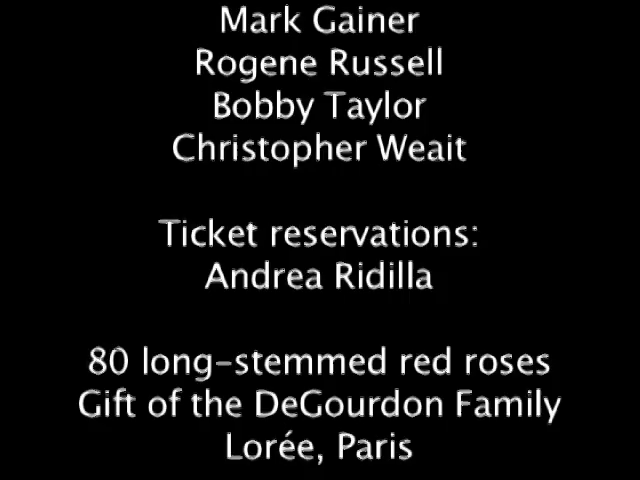 Mark Gainer
Rogene Russell
Bobby Taylor
Christopher Weait
Ticket reservations:
Andrea Ridilla
80 long-stemmed red roses
Gift of the DeGourdon Family
Lorée, Paris